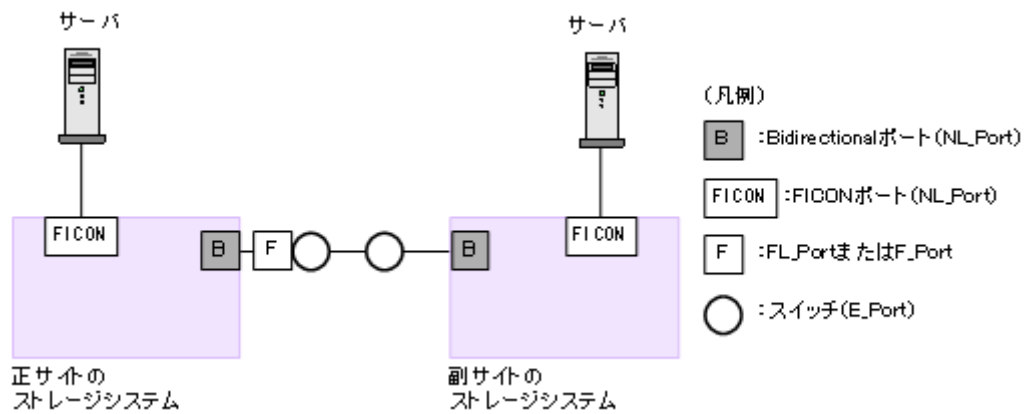 サーバ
サーバ
(凡例)
B :Bidirectionalポート(NL_Port)
FICON :FICONポート(NL_Port)
F :FL_PortまたはF_Port
:スイッチ(E_Port)
FICON
B
F
B
FICON
正サイトの
ストレージシステム
副サイトの
ストレージシステム